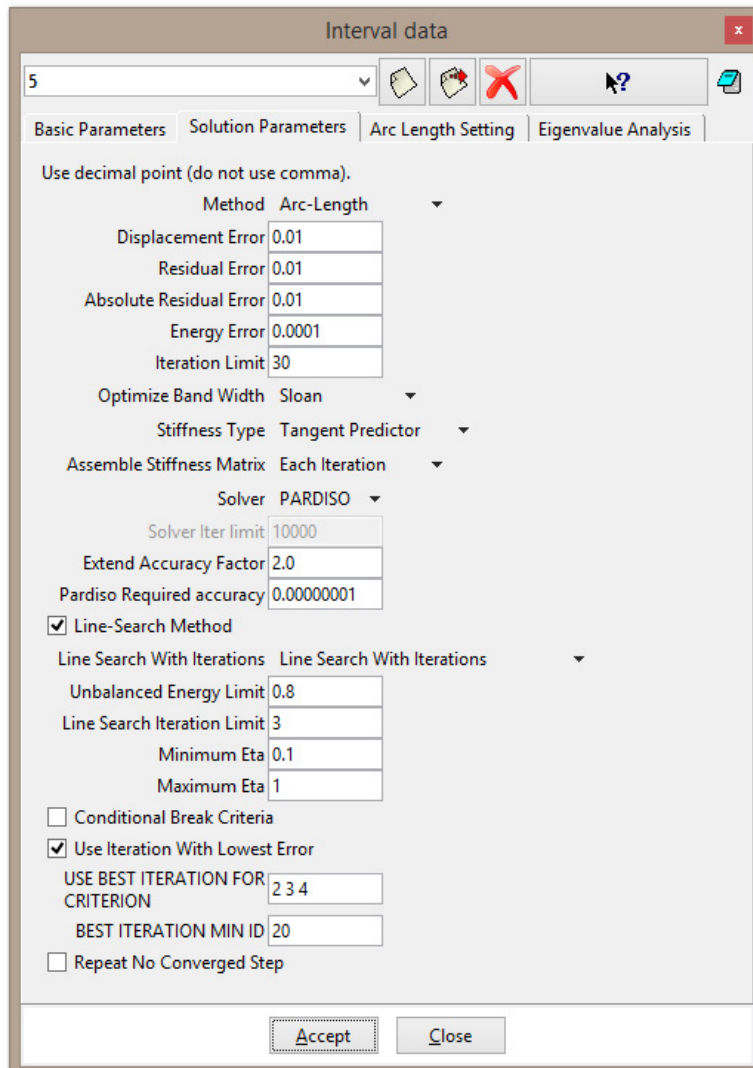 Interval data
x
5
?
Basic Parameters Solution Parameters Arc Length Setting Eigenvalue Analysis
Use decimal point (do not use comma).
Method Arc-Length
Displacement Error 0.01
Residual Error 0.01
Absolute Residual Error 0.01
Energy Error 0.0001
Iteration Limit 30
Optimize Band Width Sloan
Stiffness Type Tangent Predictor
Assemble Stiffness Matrix Each Iteration
Solver PARDISO
Solver Iter limit 10000
Extend Accuracy Factor 2.0
Pardiso Required accuracy 0.00000001
Line-Search Method
Line Search With Iterations Line Search With Iterations
Unbalanced Energy Limit 0.8
Line Search Iteration Limit 3
Minimum Eta 0.1
Maximum Eta 1
Conditional Break Criteria
Use Iteration With Lowest Error
USE BEST ITERATION FOR
CRITERION 2 3 4
BEST ITERATION MIN ID 20
Repeat No Converged Step
Accept Close